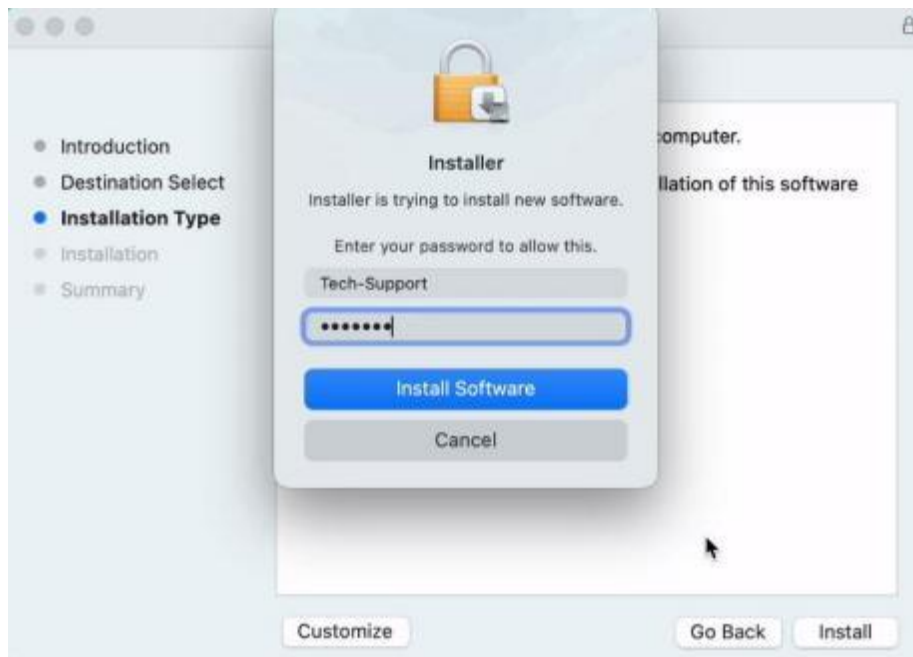 Introduction
Destination Select
Installation Type
Installation
Summary
computer.
llation of this software
Installer
Installer is trying to install new software.
Enter your password to allow this.
Tech-Support
•••••••
Install Software
Cancel
Customize
Go Back
Install